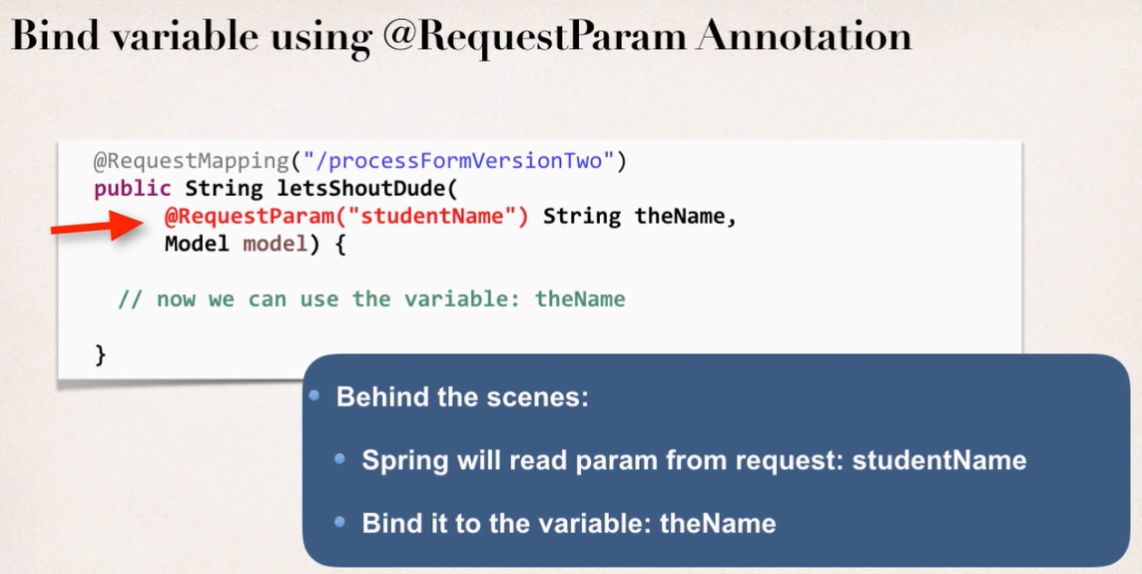 Bind variable using @RequestParam Annotation
@RequestMapping("/processFormVersionTwo")
public String letsShoutDude(
@RequestParam("studentName") String theName,
Model model) {
// now we can use the variable: theName
}
• Behind the scenes:
• Spring will read param from request: studentName
• Bind it to the variable: theName